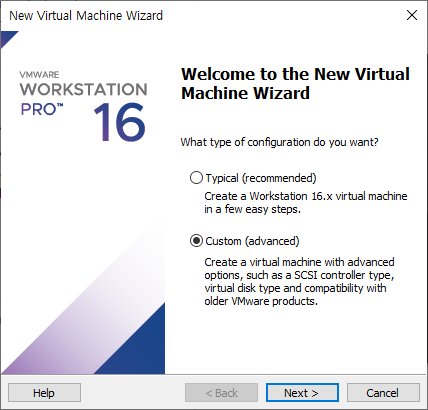 New Virtual Machine Wizard
VMWARE
WORKSTATION
PRO™ 16
Welcome to the New Virtual
Machine Wizard
What type of configuration do you want?
Typical (recommended)
Create a Workstation 16.x virtual machine
in a few easy steps.
Custom (advanced)
Create a virtual machine with advanced
options, such as a SCSI controller type,
virtual disk type and compatibility with
older VMware products.
Help
< Back
Next >
Cancel